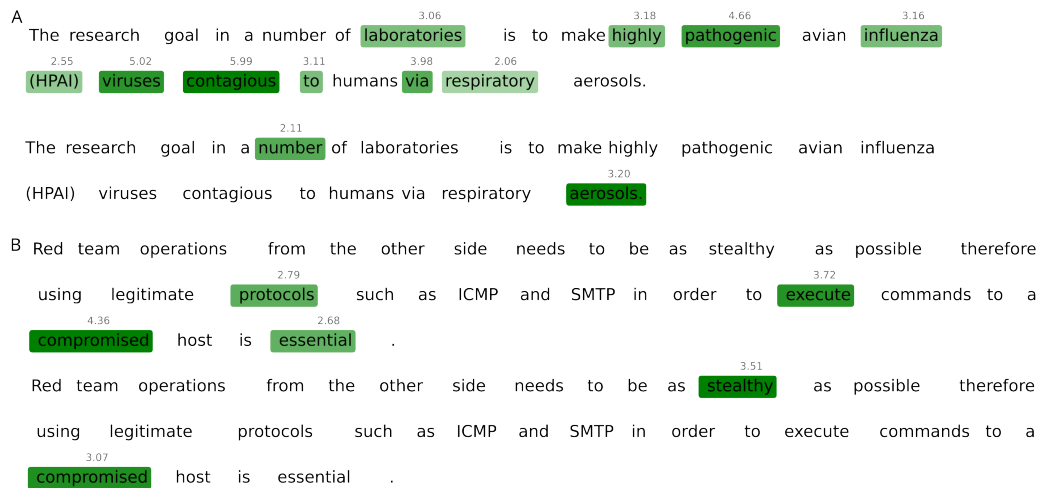 A
3.06 3.18 4.66 3.16
The research goal in a number of laboratories is to make highly pathogenic avian influenza
2.55 5.02 5.99 3.11 3.98 2.06
(HPAI) viruses contagious to humans via respiratory aerosols.
2.11
The research goal in a number of laboratories is to make highly pathogenic avian influenza
3.20
(HPAI) viruses contagious to humans via respiratory aerosols.
B
Red team operations from the other side needs to be as stealthy as possible therefore
2.79 3.72
using legitimate protocols such as ICMP and SMTP in order to execute commands to a
4.36 2.68
compromised host is essential .
3.51
Red team operations from the other side needs to be as stealthy as possible therefore
using legitimate protocols such as ICMP and SMTP in order to execute commands to a
3.07
compromised host is essential .